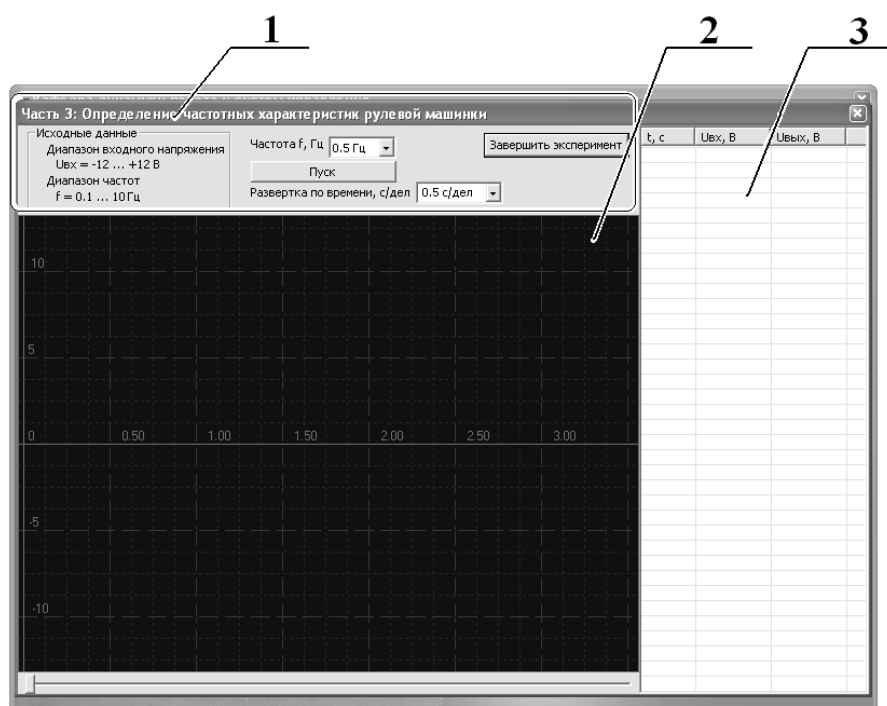 1
2
3
Часть 3: Определение частотных характеристик рулевой машинки
Исходные данные
Диапазон входного напряжения
Uвх = -12 ... +12 В
Диапазон частот
f = 0.1 ... 10 Гц
Частота f, Гц 0.5 Гц
Пуск
Развертка по времени, с/дел 0.5 с/дел
Завершить эксперимент
t, с Uвх, В Uвых, В
10
5
0 0.50 1.00 1.50 2.00 2.50 3.00
-5
-10